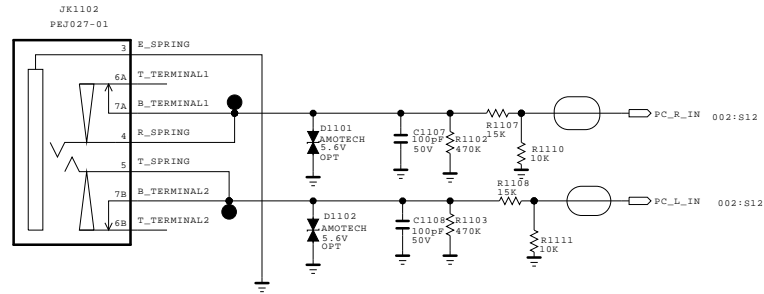 JK1102
PEJ027-01
3 E_SPRING
6A T_TERMINAL1
7A B_TERMINAL1
4 R_SPRING
5 T_SPRING
7B B_TERMINAL2
6B T_TERMINAL2
D1101
AMOTECH
5.6V
OPT
C1107
100pF
50V
R1102
470K
R1107
15K
R1110
10K
PC_R_IN 002:S12
D1102
AMOTECH
5.6V
OPT
C1108
100pF
50V
R1103
470K
R1108
15K
R1111
10K
PC_L_IN 002:S12